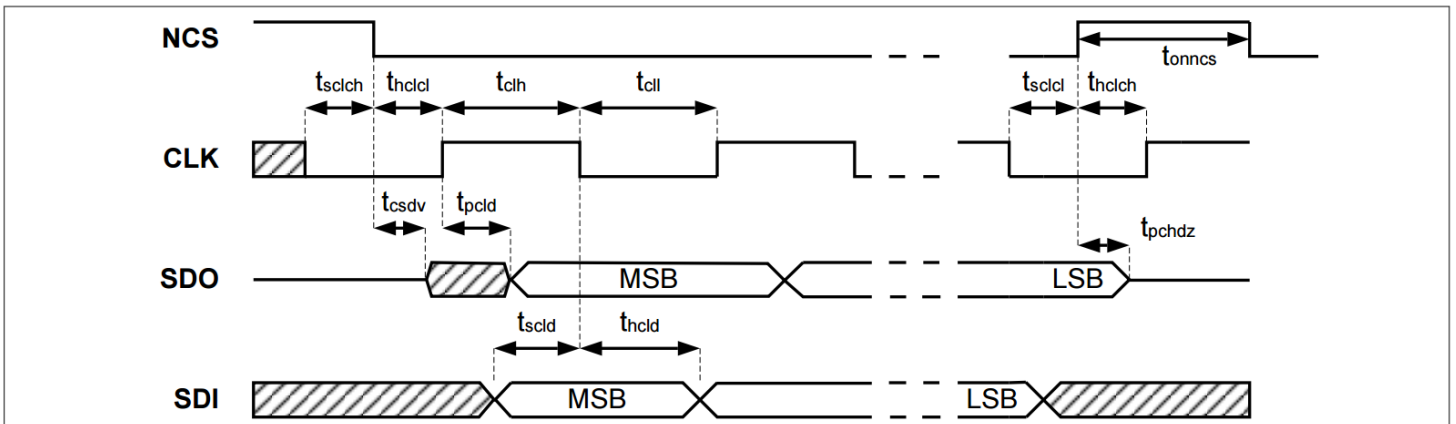 NCS
tonncs
tsclch thclcl tclh tcll tsclcl thclch
CLK
tcsdv tpcld tpchdz
SDO MSB LSB
tscld thcld
SDI MSB LSB